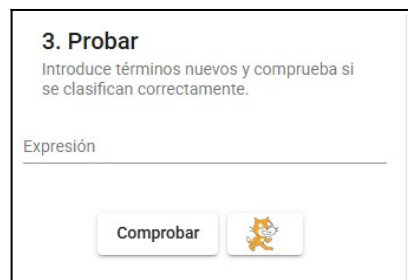 3. Probar
Introduce términos nuevos y comprueba si
se clasifican correctamente.
Expresión
Comprobar